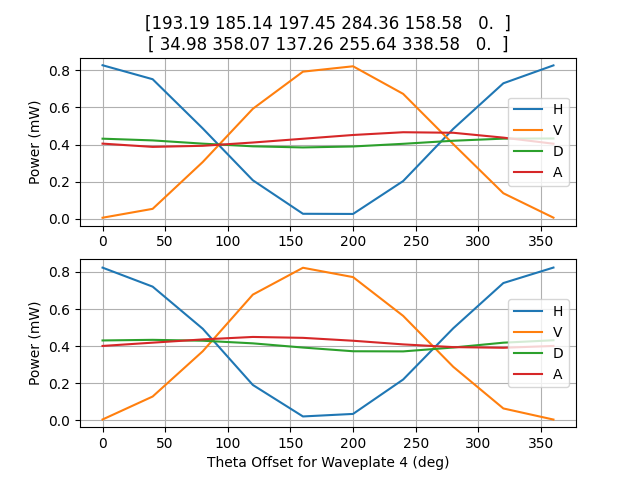 [193.19 185.14 197.45 284.36 158.58 0. ]
[ 34.98 358.07 137.26 255.64 338.58 0. ]
Power (mW)
0.8
0.6
0.4
0.2
0.0
H
V
D
A
0 50 100 150 200 250 300 350
Power (mW)
0.8
0.6
0.4
0.2
0.0
H
V
D
A
0 50 100 150 200 250 300 350
Theta Offset for Waveplate 4 (deg)